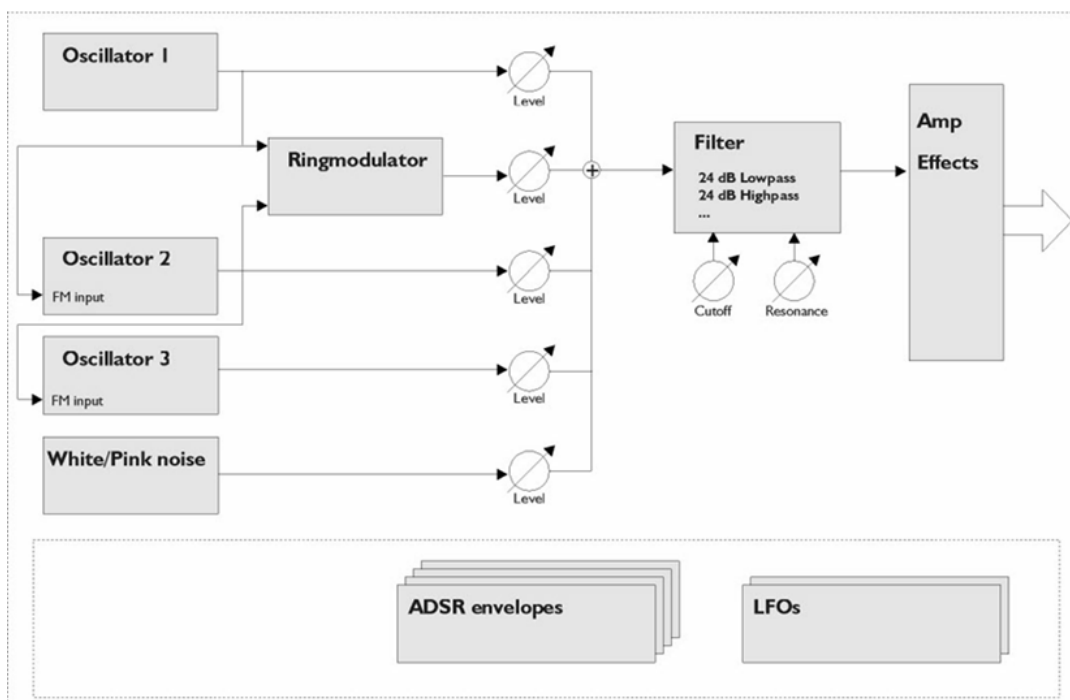 Oscillator 1
Level
Ringmodulator
Level
Filter
24 dB Lowpass
24 dB Highpass
...
Cutoff
Resonance
Amp
Effects
Oscillator 2
FM input
Level
Oscillator 3
FM input
Level
White/Pink noise
Level
ADSR envelopes
LFOs